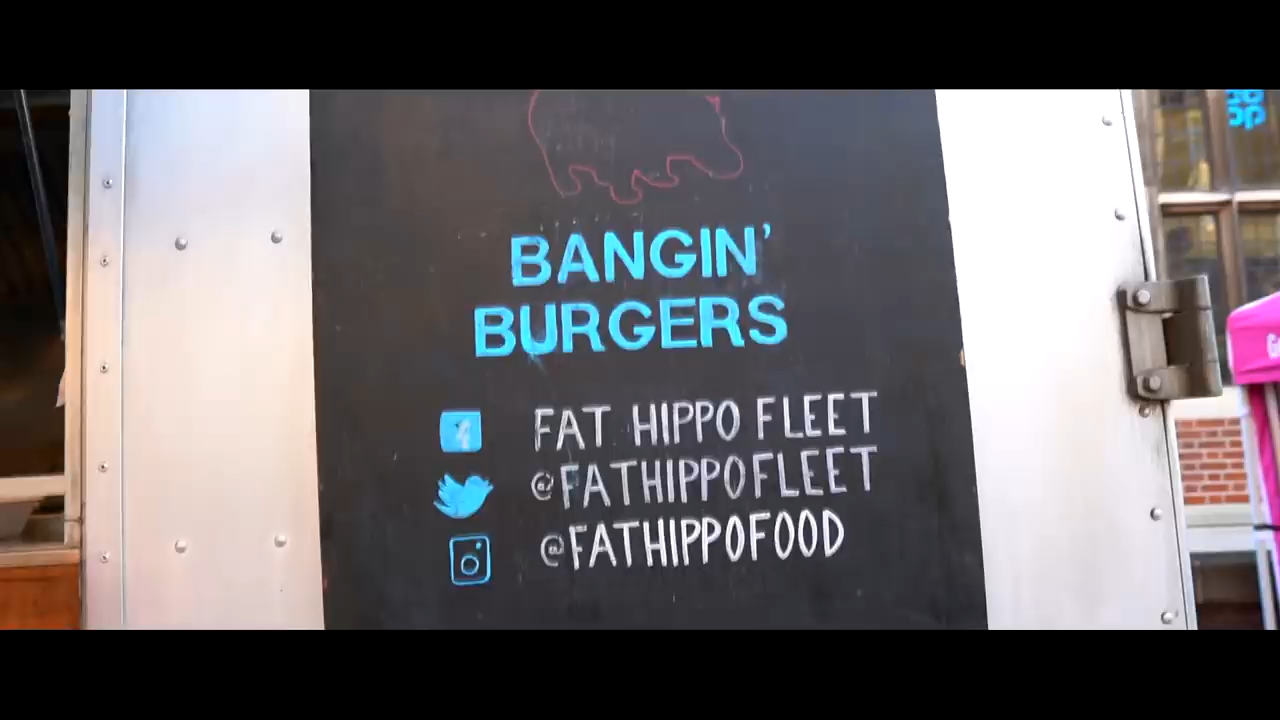 BANGIN'
BURGERS
FAT HIPPO FLEET
@FATHIPPOFLEET
@FATHIPPOFOOD